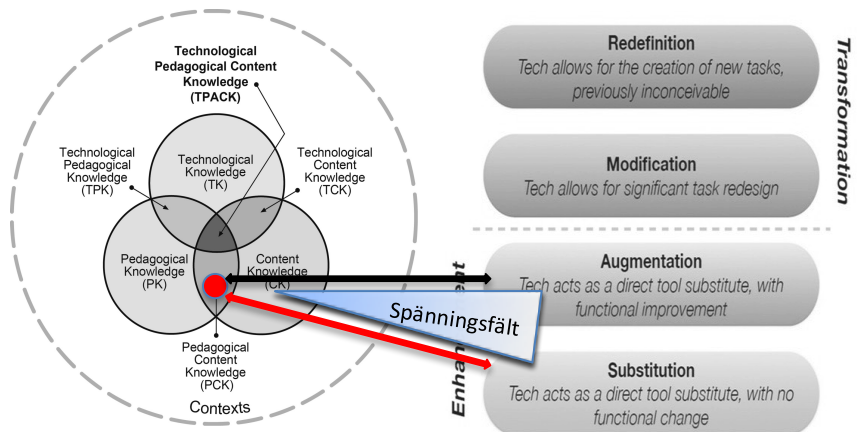 Technological
Pedagogical Content
Knowledge
(TPACK)
Technological
Pedagogical
Knowledge
(TPK)
Technological
Knowledge
(TK)
Technological
Content
Knowledge
(TCK)
Pedagogical
Knowledge
(PK)
Content
Knowledge
(CK)
Pedagogical
Content
Knowledge
(PCK)
Contexts
Spänningsfält
Redefinition
Tech allows for the creation of new tasks,
previously inconceivable
Modification
Tech allows for significant task redesign
Transformation
Augmentation
Tech acts as a direct tool substitute, with
functional improvement
Substitution
Tech acts as a direct tool substitute, with no
functional change